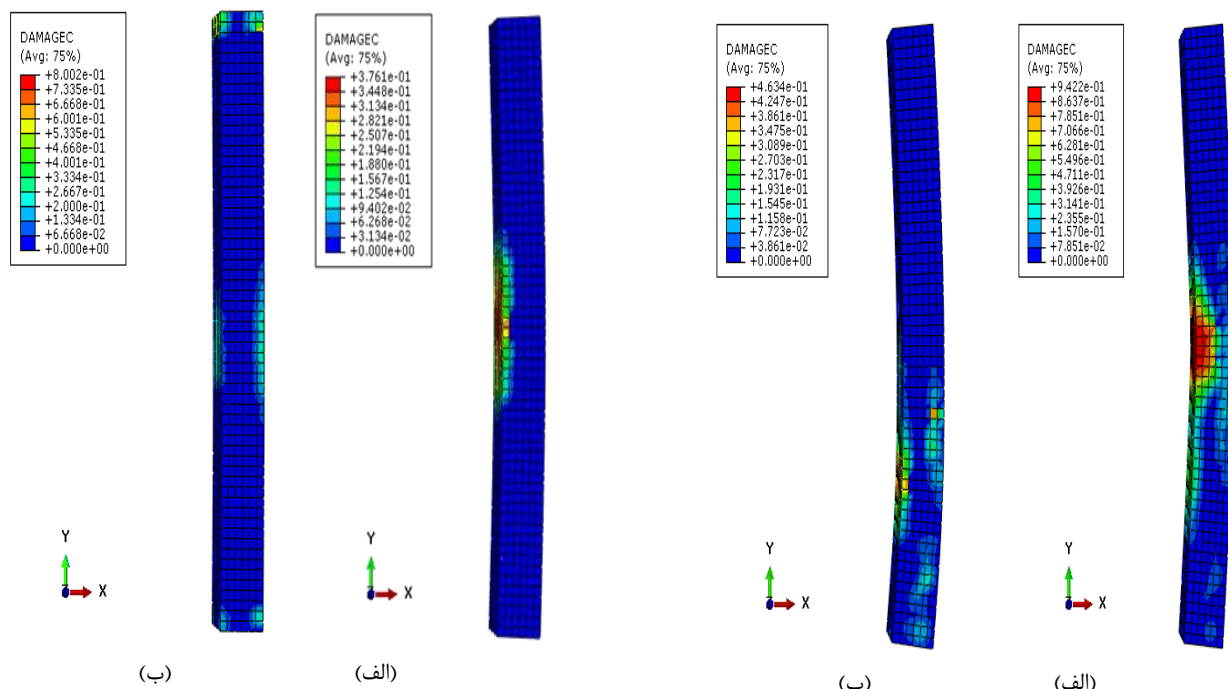 DAMAGEC
(Avg: 75%)
+8.002e-01
+7.335e-01
+6.668e-01
+6.001e-01
+5.335e-01
+4.668e-01
+4.001e-01
+3.334e-01
+2.667e-01
+2.000e-01
+1.334e-01
+6.668e-02
+0.000e+00
Y
X
Z
(ب)
DAMAGEC
(Avg: 75%)
+3.761e-01
+3.448e-01
+3.134e-01
+2.821e-01
+2.507e-01
+2.194e-01
+1.880e-01
+1.567e-01
+1.254e-01
+9.402e-02
+6.268e-02
+3.134e-02
+0.000e+00
Y
X
Z
(الف)
DAMAGEC
(Avg: 75%)
+4.634e-01
+4.247e-01
+3.861e-01
+3.475e-01
+3.089e-01
+2.703e-01
+2.317e-01
+1.931e-01
+1.545e-01
+1.158e-01
+7.723e-02
+3.861e-02
+0.000e+00
Y
X
Z
(ب)
DAMAGEC
(Avg: 75%)
+9.422e-01
+8.637e-01
+7.851e-01
+7.066e-01
+6.281e-01
+5.496e-01
+4.711e-01
+3.926e-01
+3.141e-01
+2.355e-01
+1.570e-01
+7.851e-02
+0.000e+00
Y
X
Z
(الف)